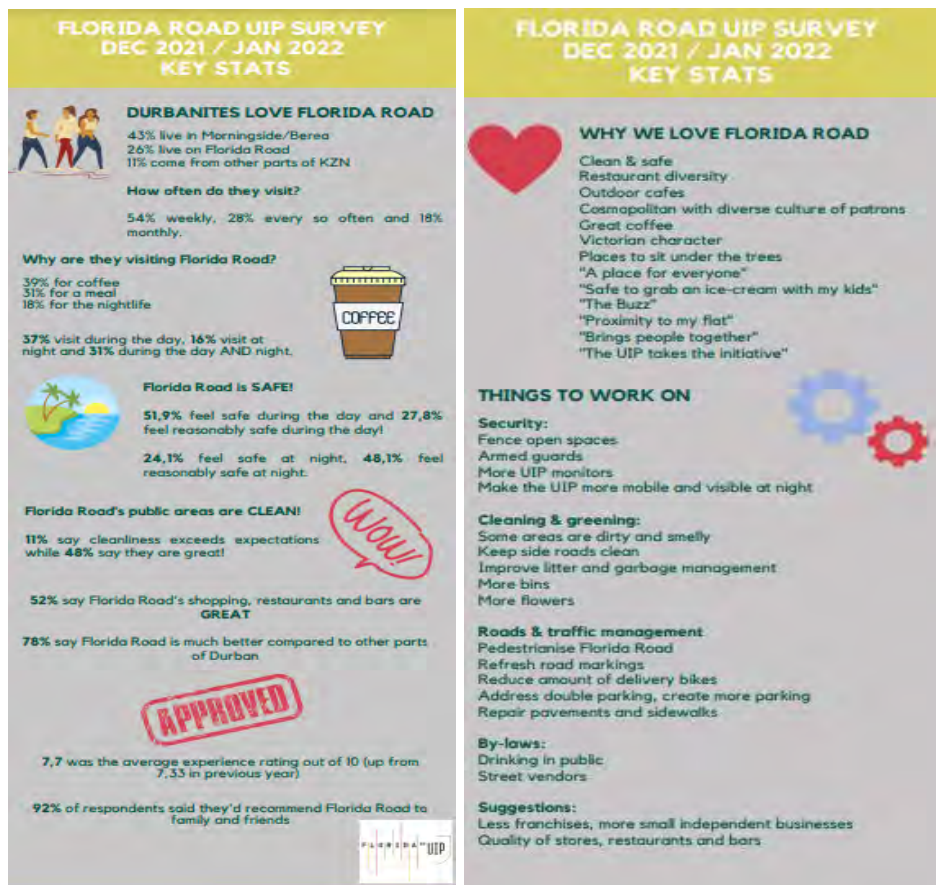 FLORIDA ROAD UIP SURVEY
DEC 2021 / JAN 2022
KEY STATS
DURBANITES LOVE FLORIDA ROAD
43% live in Morningside/Berea
26% live on Florida Road
11% come from other parts of KZN
How often do they visit?
54% weekly, 28% every so often and 18%
monthly.
Why are they visiting Florida Road?
39% for coffee
31% for a meal
18% for the nightlife
COFFEE
37% visit during the day, 16% visit at
night and 31% during the day AND night.
Florida Road is SAFE!
51,9% feel safe during the day and 27,8%
feel reasonably safe during the day!
24,1% feel safe at night, 48,1% feel
reasonably safe at night.
Florida Road's public areas are CLEAN!
11% say cleanliness exceeds expectations
while 48% say they are great!
WOW!
52% say Florida Road's shopping, restaurants and bars are
GREAT
78% say Florida Road is much better compared to other parts
of Durban
APPROVED
7,7 was the average experience rating out of 10 (up from
7,33 in previous year)
92% of respondents said they'd recommend Florida Road to
family and friends
FLORIDA RD UIP
FLORIDA ROAD UIP SURVEY
DEC 2021 / JAN 2022
KEY STATS
WHY WE LOVE FLORIDA ROAD
Clean & safe
Restaurant diversity
Outdoor cafes
Cosmopolitan with diverse culture of patrons
Great coffee
Victorian character
Places to sit under the trees
"A place for everyone"
"Safe to grab an ice-cream with my kids"
"The Buzz"
"Proximity to my flat"
"Brings people together"
"The UIP takes the initiative"
THINGS TO WORK ON
Security:
Fence open spaces
Armed guards
More UIP monitors
Make the UIP more mobile and visible at night
Cleaning & greening:
Some areas are dirty and smelly
Keep side roads clean
Improve litter and garbage management
More bins
More flowers
Roads & traffic management
Pedestrianise Florida Road
Refresh road markings
Reduce amount of delivery bikes
Address double parking, create more parking
Repair pavements and sidewalks
By-laws:
Drinking in public
Street vendors
Suggestions:
Less franchises, more small independent businesses
Quality of stores, restaurants and bars